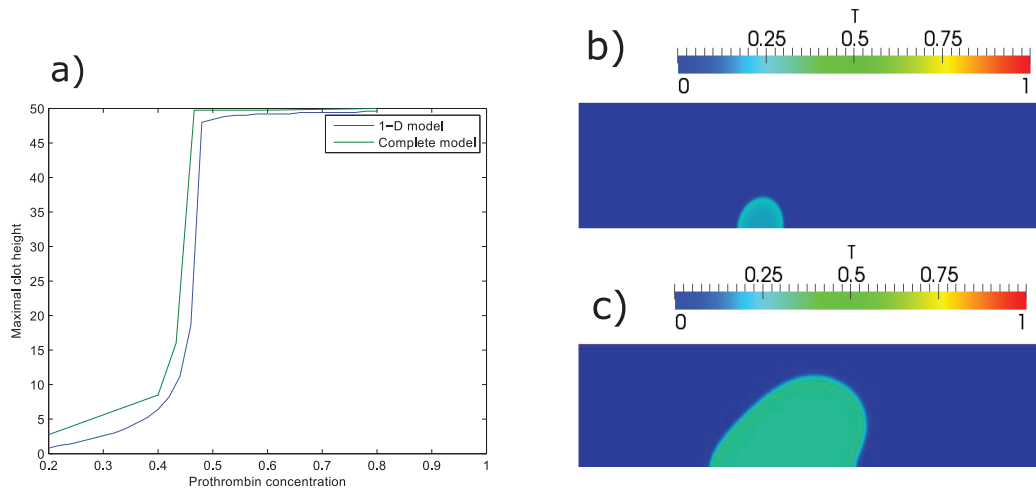 a)
50
45
40
35
30
25
20
15
10
5
0
Maximal clot height
1-D model
Complete model
0.2 0.3 0.4 0.5 0.6 0.7 0.8 0.9 1
Prothrombin concentration
b)
T
0.25 0.5 0.75
0 1
c)
T
0.25 0.5 0.75
0 1